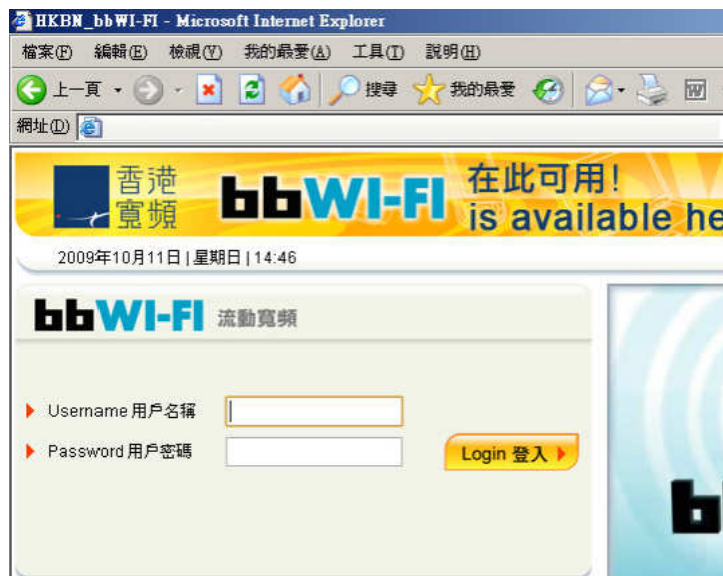 HKBN_bbWI-FI - Microsoft Internet Explorer
檔案(F) 編輯(E) 檢視(V) 我的最愛(A) 工具(T) 說明(H)
上一頁 搜尋 我的最愛
網址(D)
香港寬頻 bbWI-FI 在此可用!
is available he
2009年10月11日 | 星期日 | 14:46
bbWI-FI 流動寬頻
Username 用戶名稱
Password 用戶密碼
Login 登入